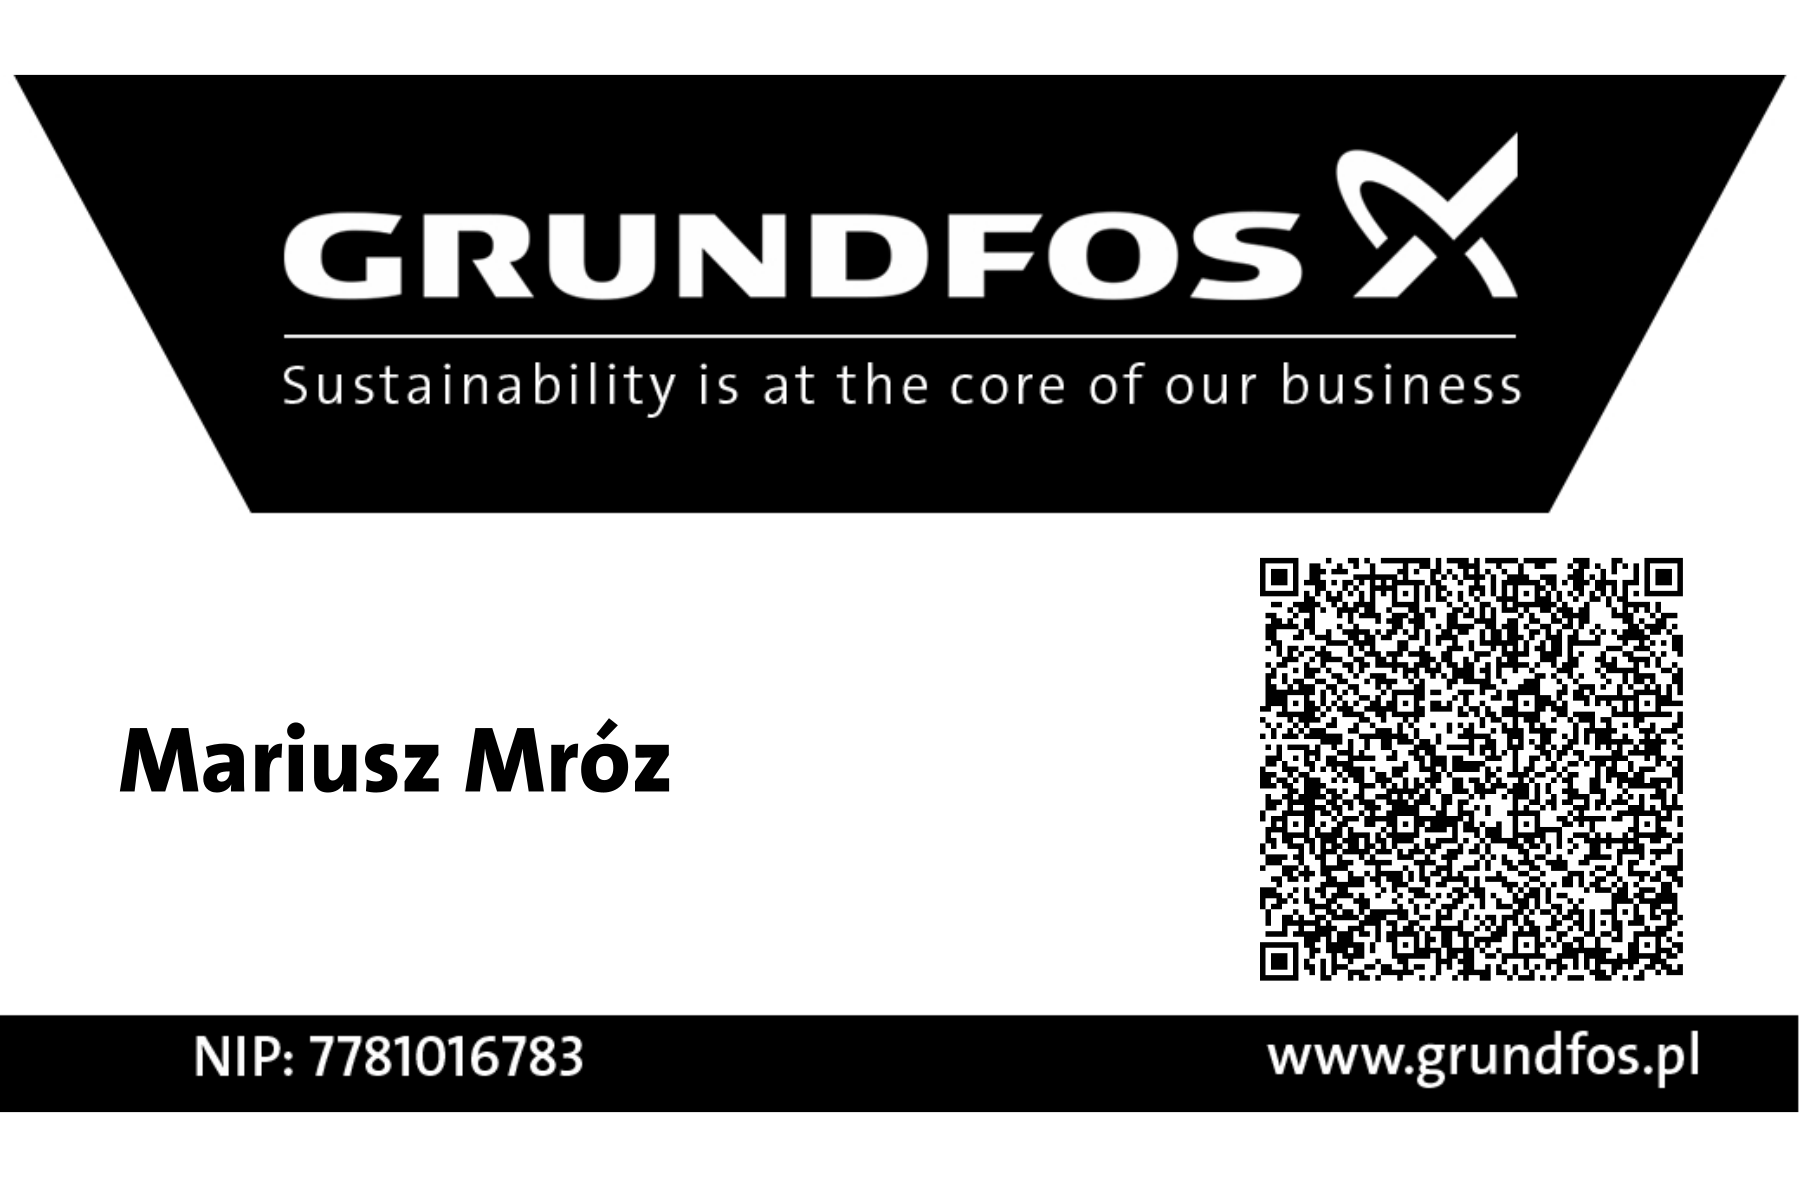 GRUNDFOS
Sustainability is at the core of our business
Mariusz Mróz
NIP: 7781016783
www.grundfos.pl